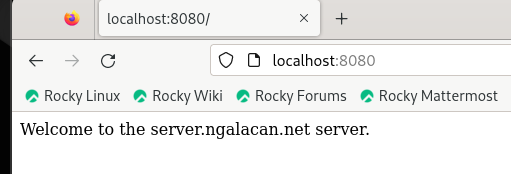 localhost:8080/
localhost:8080
Rocky Linux Rocky Wiki Rocky Forums Rocky Mattermost
Welcome to the server.ngalacan.net server.